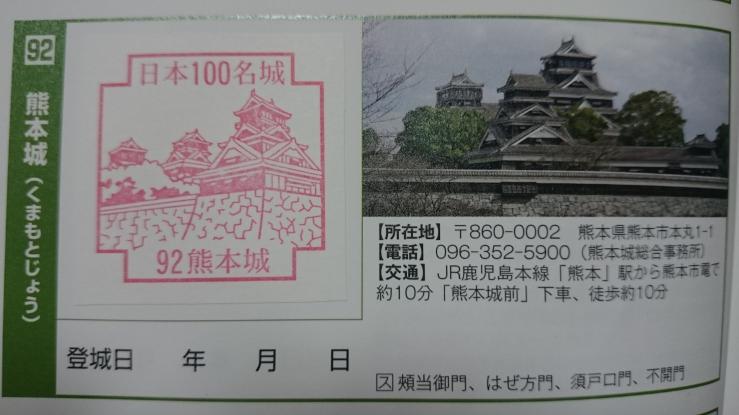 92
熊本城（くまもとじょう）
日本100名城
92熊本城
登城日　年　月　日
【所在地】〒860-0002　熊本県熊本市本丸1-1
【電話】096-352-5900（熊本城総合事務所）
【交通】JR鹿児島本線「熊本」駅から熊本市電で
約10分「熊本城前」下車、徒歩約10分
ス 頬当御門、はぜ方門、須戸口門、不開門